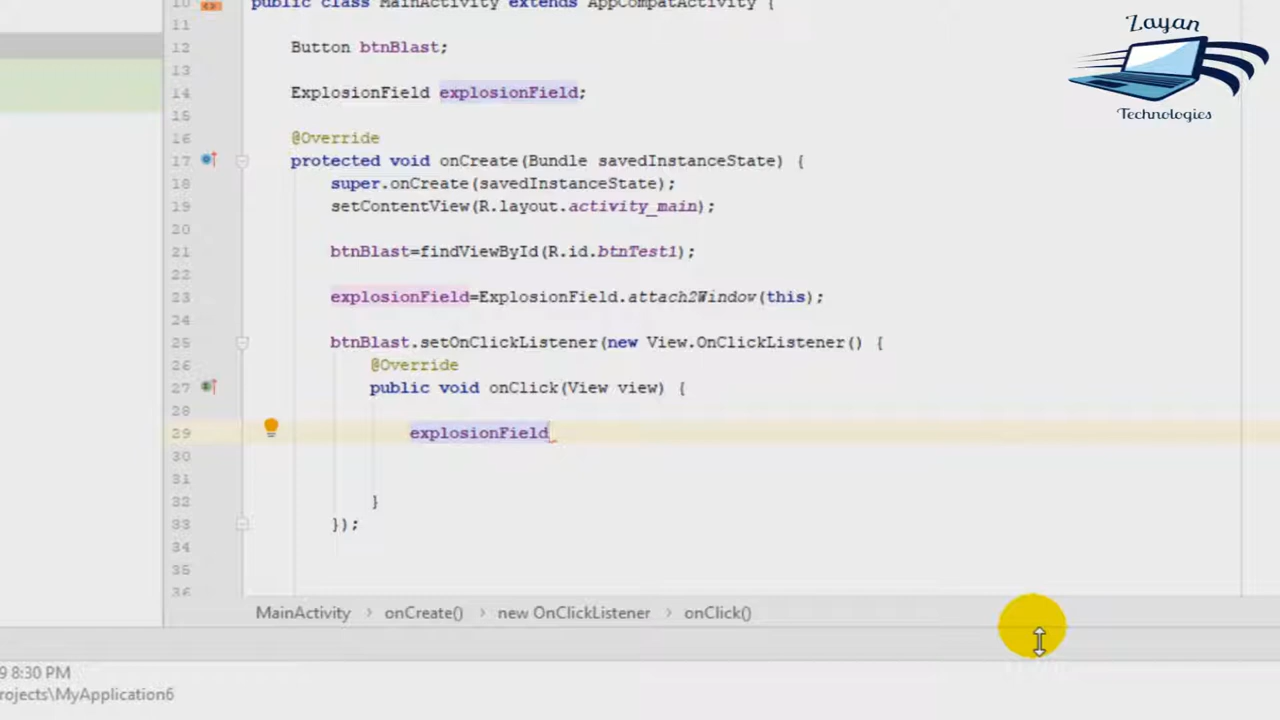 Zayan
Technologies
10 public class MainActivity extends AppCompatActivity {
11
12 Button btnBlast;
13
14 ExplosionField explosionField;
15
16 @Override
17 protected void onCreate(Bundle savedInstanceState) {
18 super.onCreate(savedInstanceState);
19 setContentView(R.layout.activity_main);
20
21 btnBlast=findViewById(R.id.btnTest1);
22
23 explosionField=ExplosionField.attach2Window(this);
24
25 btnBlast.setOnClickListener(new View.OnClickListener() {
26 @Override
27 public void onClick(View view) {
28
29 explosionField
30
31
32 }
33 });
34
35
36
MainActivity › onCreate() › new OnClickListener › onClick()
9 8:30 PM
rojects\MyApplication6